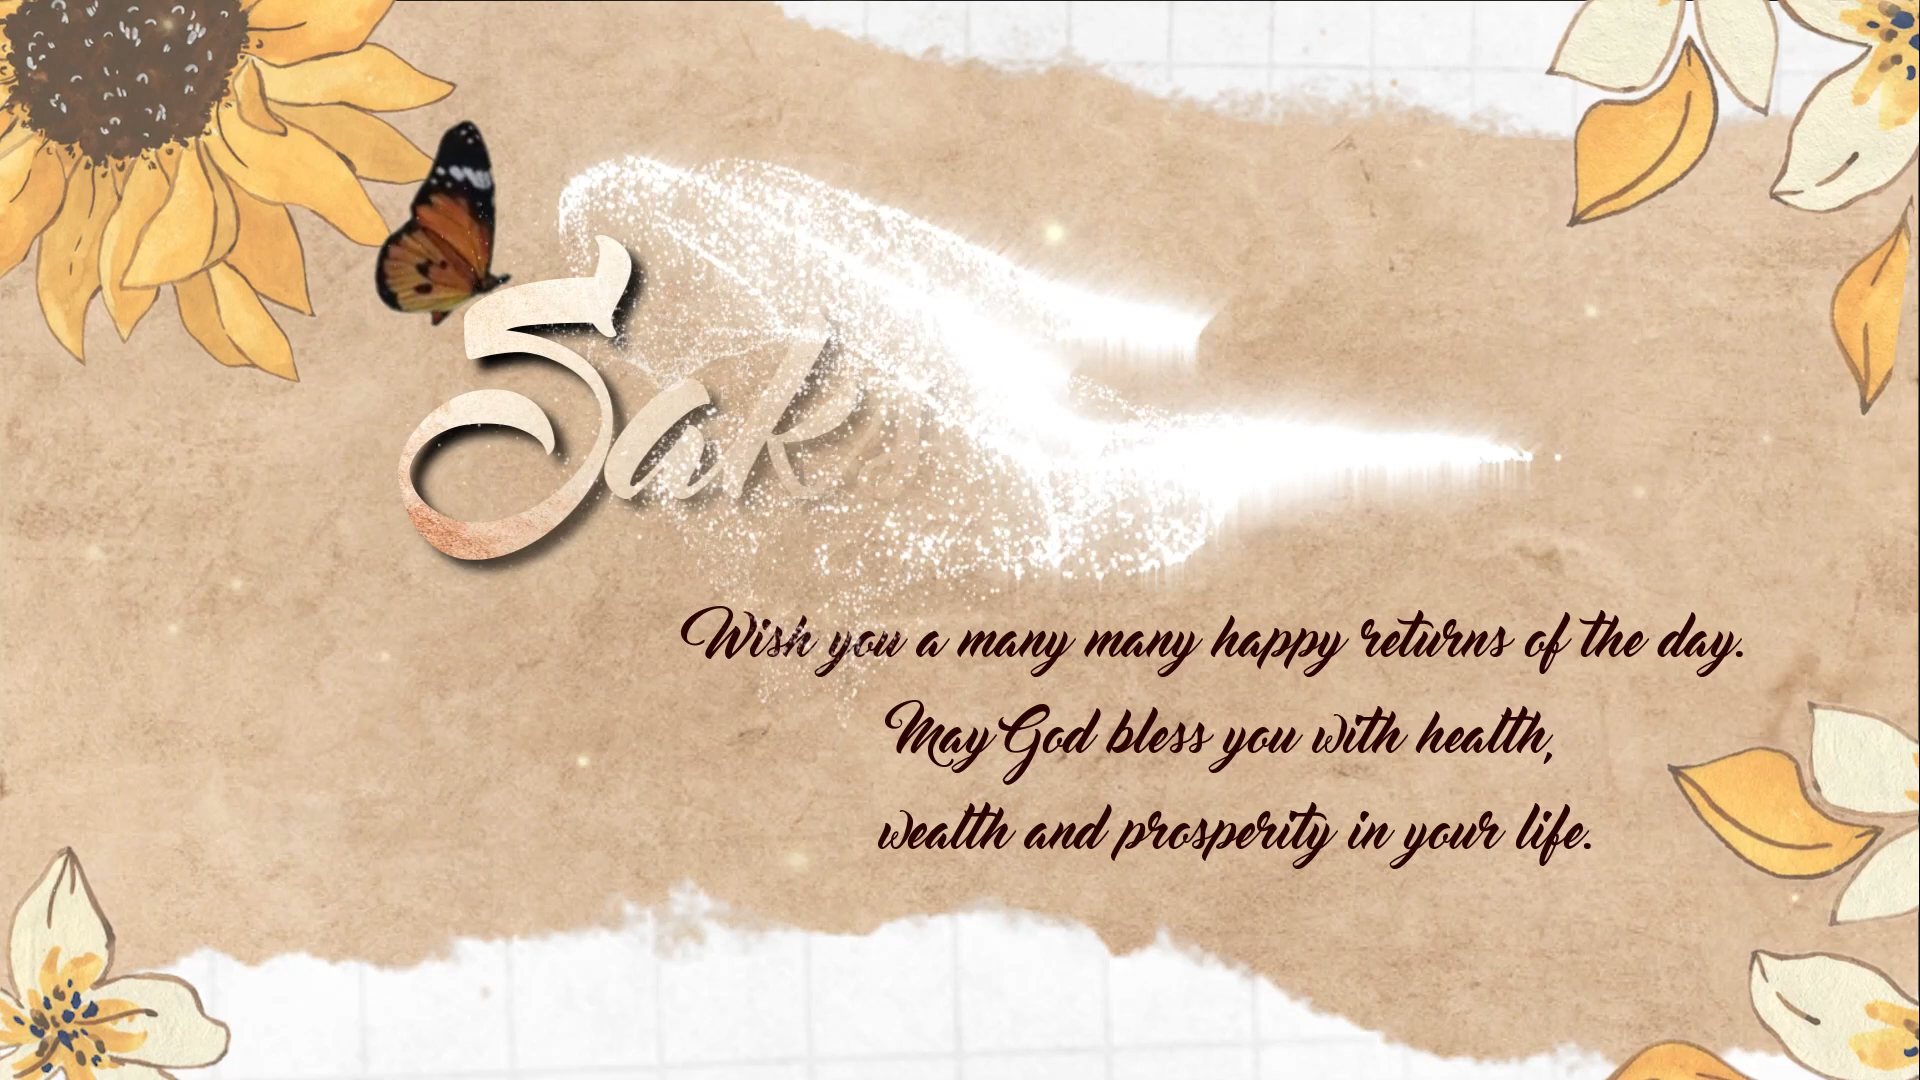 Sak
Wish you a many many happy returns of the day.
May God bless you with health,
wealth and prosperity in your life.